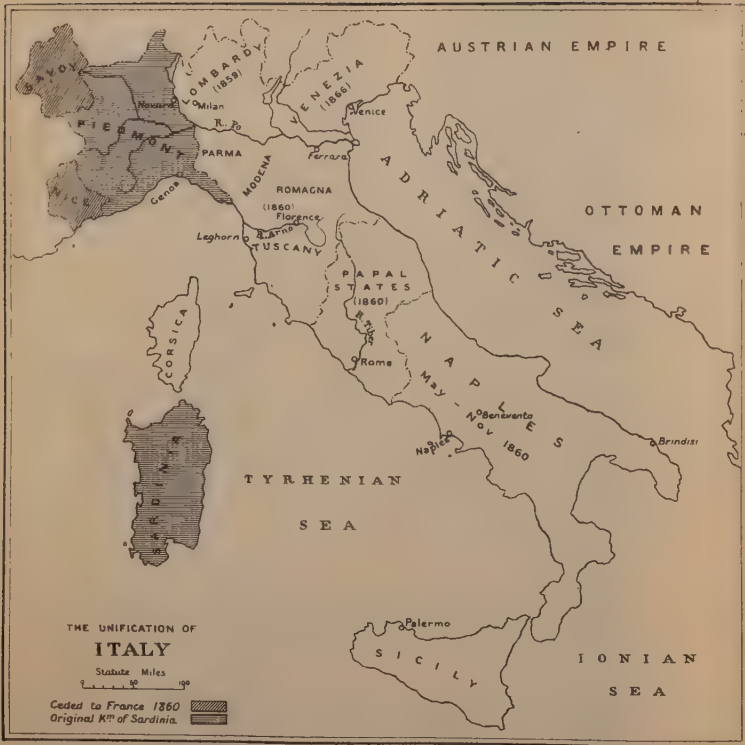 AUSTRIAN EMPIRE
SAVOY
LOMBARDY
(1859)
VENEZIA
(1866)
Novara
Milan
Venice
PIEDMONT
R. Po
PARMA
Ferrara
MODENA
ROMAGNA
(1860)
NICE
Genoa
Florence
Leghorn
R. Arno
TUSCANY
ADRIATIC SEA
OTTOMAN
EMPIRE
PAPAL
STATES
(1860)
R. Tiber
Rome
CORSICA
NAPLES
May - Nov 1860
Benevento
Naples
Brindisi
SARDINIA
TYRHENIAN
SEA
Palermo
SICILY
IONIAN
SEA
THE UNIFICATION OF
ITALY
Statute Miles
0 50 100
Ceded to France 1860
Original Km of Sardinia